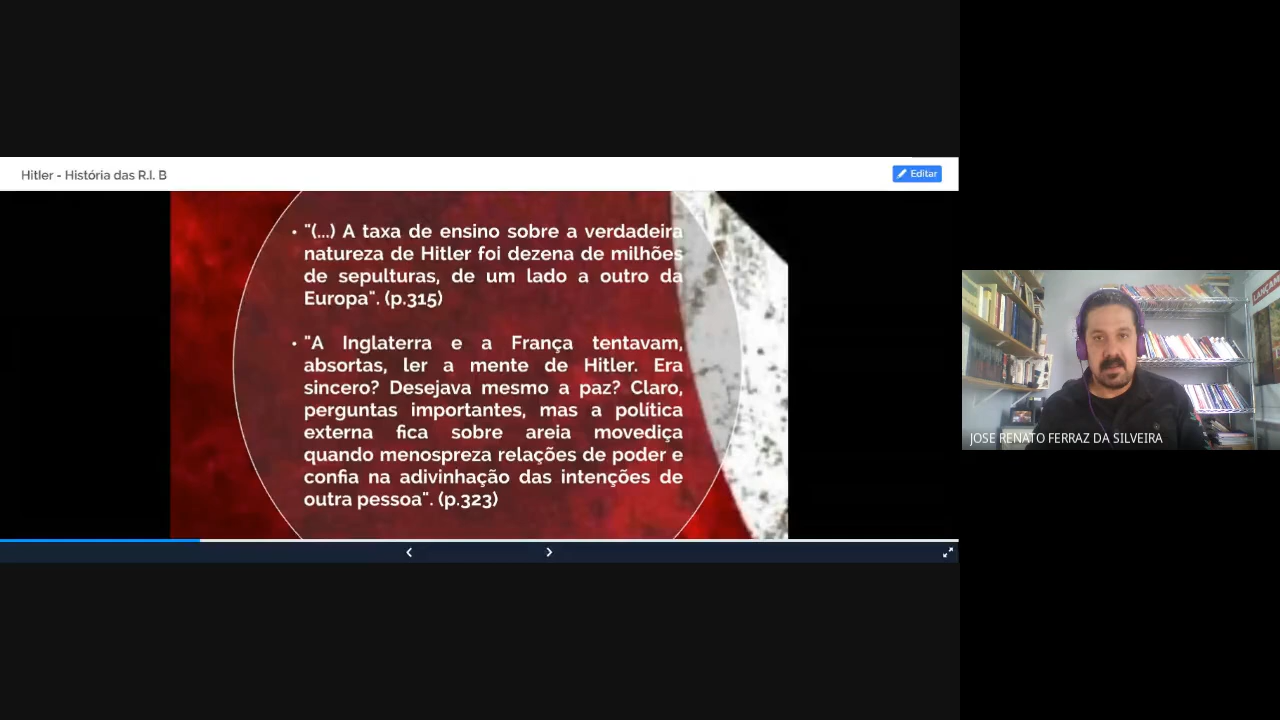 Hitler - História das R.I. B
Editar
• "(...) A taxa de ensino sobre a verdadeira
natureza de Hitler foi dezena de milhões
de sepulturas, de um lado a outro da
Europa". (p.315)
• "A Inglaterra e a França tentavam,
absortas, ler a mente de Hitler. Era
sincero? Desejava mesmo a paz? Claro,
perguntas importantes, mas a política
externa fica sobre areia movediça
quando menospreza relações de poder e
confia na adivinhação das intenções de
outra pessoa". (p.323)
JOSE RENATO FERRAZ DA SILVEIRA